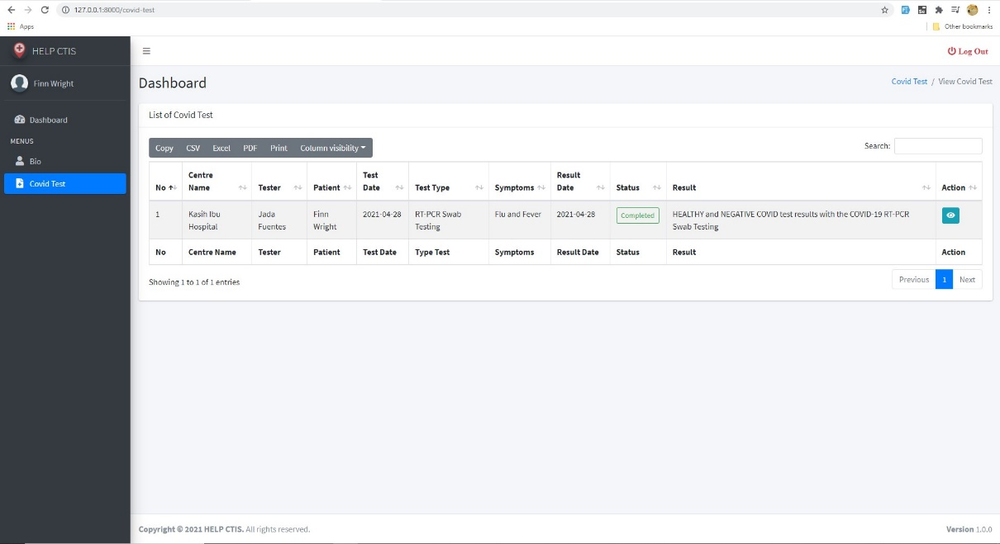 127.0.0.1:8000/covid-test
Apps
Other bookmarks
HELP CTIS
Log Out
Finn Wright
Dashboard
MENUS
Bio
Covid Test
Dashboard
Covid Test / View Covid Test
List of Covid Test
Copy CSV Excel PDF Print Column visibility
Search:
No Centre Name Tester Patient Test Date Test Type Symptoms Result Date Status Result Action
1 Kasih Ibu Hospital Jada Fuentes Finn Wright 2021-04-28 RT-PCR Swab Testing Flu and Fever 2021-04-28 Completed HEALTHY and NEGATIVE COVID test results with the COVID-19 RT-PCR Swab Testing
No Centre Name Tester Patient Test Date Type Test Symptoms Result Date Status Result Action
Showing 1 to 1 of 1 entries
Previous 1 Next
Copyright © 2021 HELP CTIS. All rights reserved.
Version 1.0.0